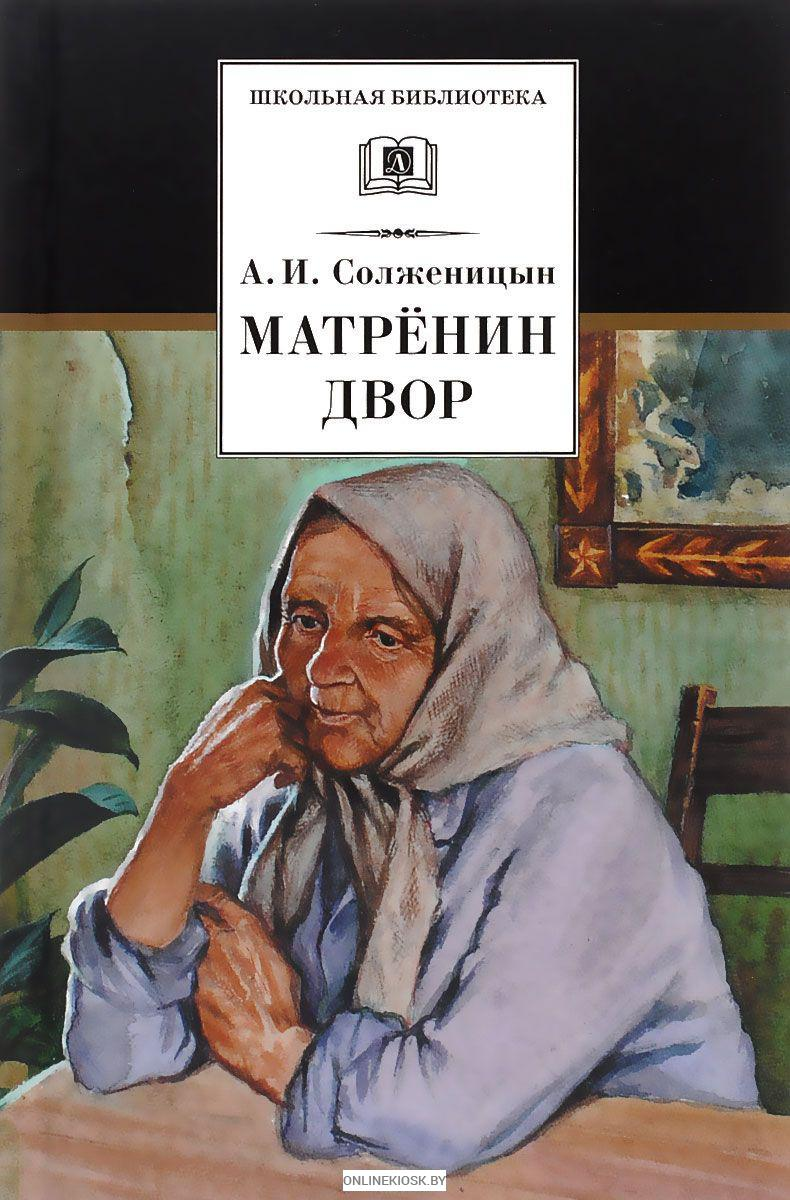 ШКОЛЬНАЯ БИБЛИОТЕКА
Д
А. И. Солженицын
МАТРЁНИН
ДВОР
ONLINEKIOSK.BY